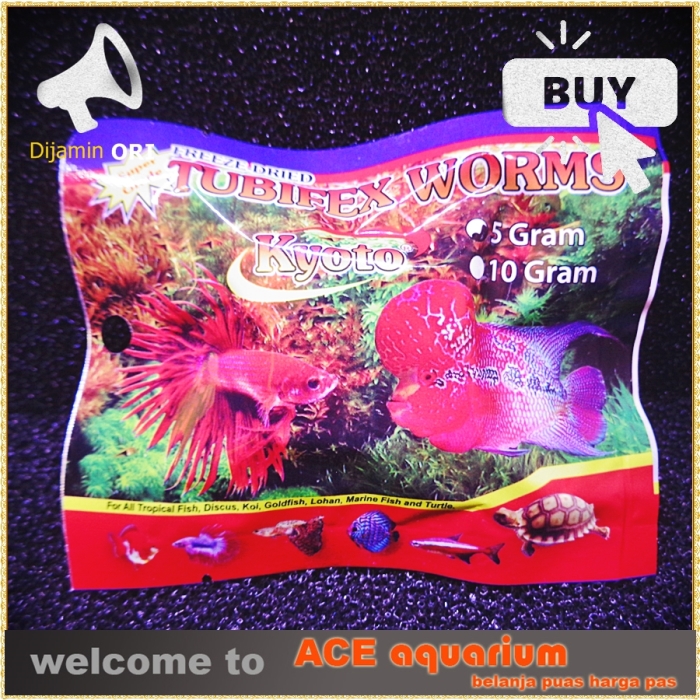 BUY
Dijamin ORI
FREEZE DRIED
Super
TUBIFEX WORMS
Kyoto
5 Gram
10 Gram
For All Tropical Fish, Discus, Koi, Goldfish, Lohan, Marine Fish and Turtle.
welcome to ACE aquarium
belanja puas harga pas